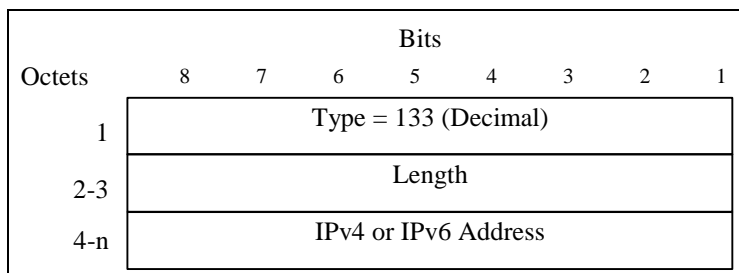 Bits
Octets 8 7 6 5 4 3 2 1
1 Type = 133 (Decimal)
2-3 Length
4-n IPv4 or IPv6 Address